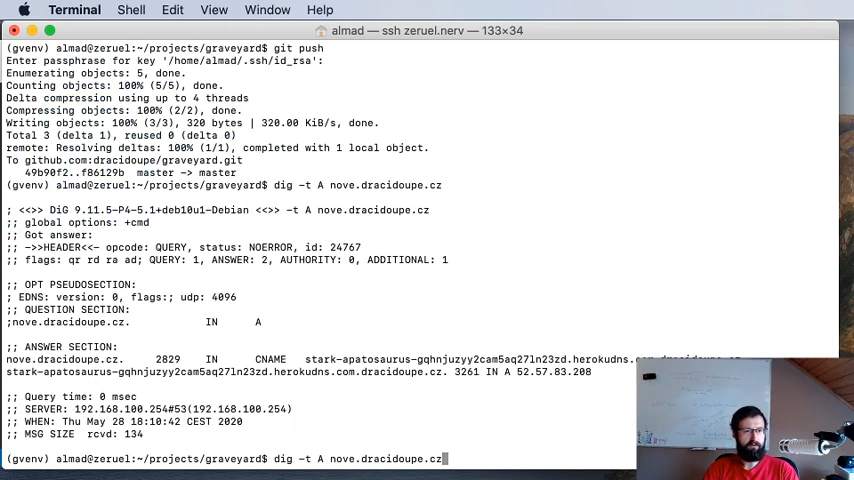 Terminal Shell Edit View Window Help
almad — ssh zeruel.nerv — 133×34
(gvenv) almad@zeruel:~/projects/graveyard$ git push
Enter passphrase for key '/home/almad/.ssh/id_rsa':
Enumerating objects: 5, done.
Counting objects: 100% (5/5), done.
Delta compression using up to 4 threads
Compressing objects: 100% (2/2), done.
Writing objects: 100% (3/3), 320 bytes | 320.00 KiB/s, done.
Total 3 (delta 1), reused 0 (delta 0)
remote: Resolving deltas: 100% (1/1), completed with 1 local object.
To github.com:dracidoupe/graveyard.git
49b90f2..f86129b master -> master
(gvenv) almad@zeruel:~/projects/graveyard$ dig -t A nove.dracidoupe.cz
; <<>> DiG 9.11.5-P4-5.1+deb10u1-Debian <<>> -t A nove.dracidoupe.cz
;; global options: +cmd
;; Got answer:
;; ->>HEADER<<- opcode: QUERY, status: NOERROR, id: 24767
;; flags: qr rd ra ad; QUERY: 1, ANSWER: 2, AUTHORITY: 0, ADDITIONAL: 1
;; OPT PSEUDOSECTION:
; EDNS: version: 0, flags:; udp: 4096
;; QUESTION SECTION:
;nove.dracidoupe.cz. IN A
;; ANSWER SECTION:
nove.dracidoupe.cz. 2829 IN CNAME stark-apatosaurus-gqhnjuzyy2cam5aq27ln23zd.herokudns.com.dracidoupe.cz.
stark-apatosaurus-gqhnjuzyy2cam5aq27ln23zd.herokudns.com.dracidoupe.cz. 3261 IN A 52.57.83.208
;; Query time: 0 msec
;; SERVER: 192.168.100.254#53(192.168.100.254)
;; WHEN: Thu May 28 18:10:42 CEST 2020
;; MSG SIZE rcvd: 134
(gvenv) almad@zeruel:~/projects/graveyard$ dig -t A nove.dracidoupe.cz